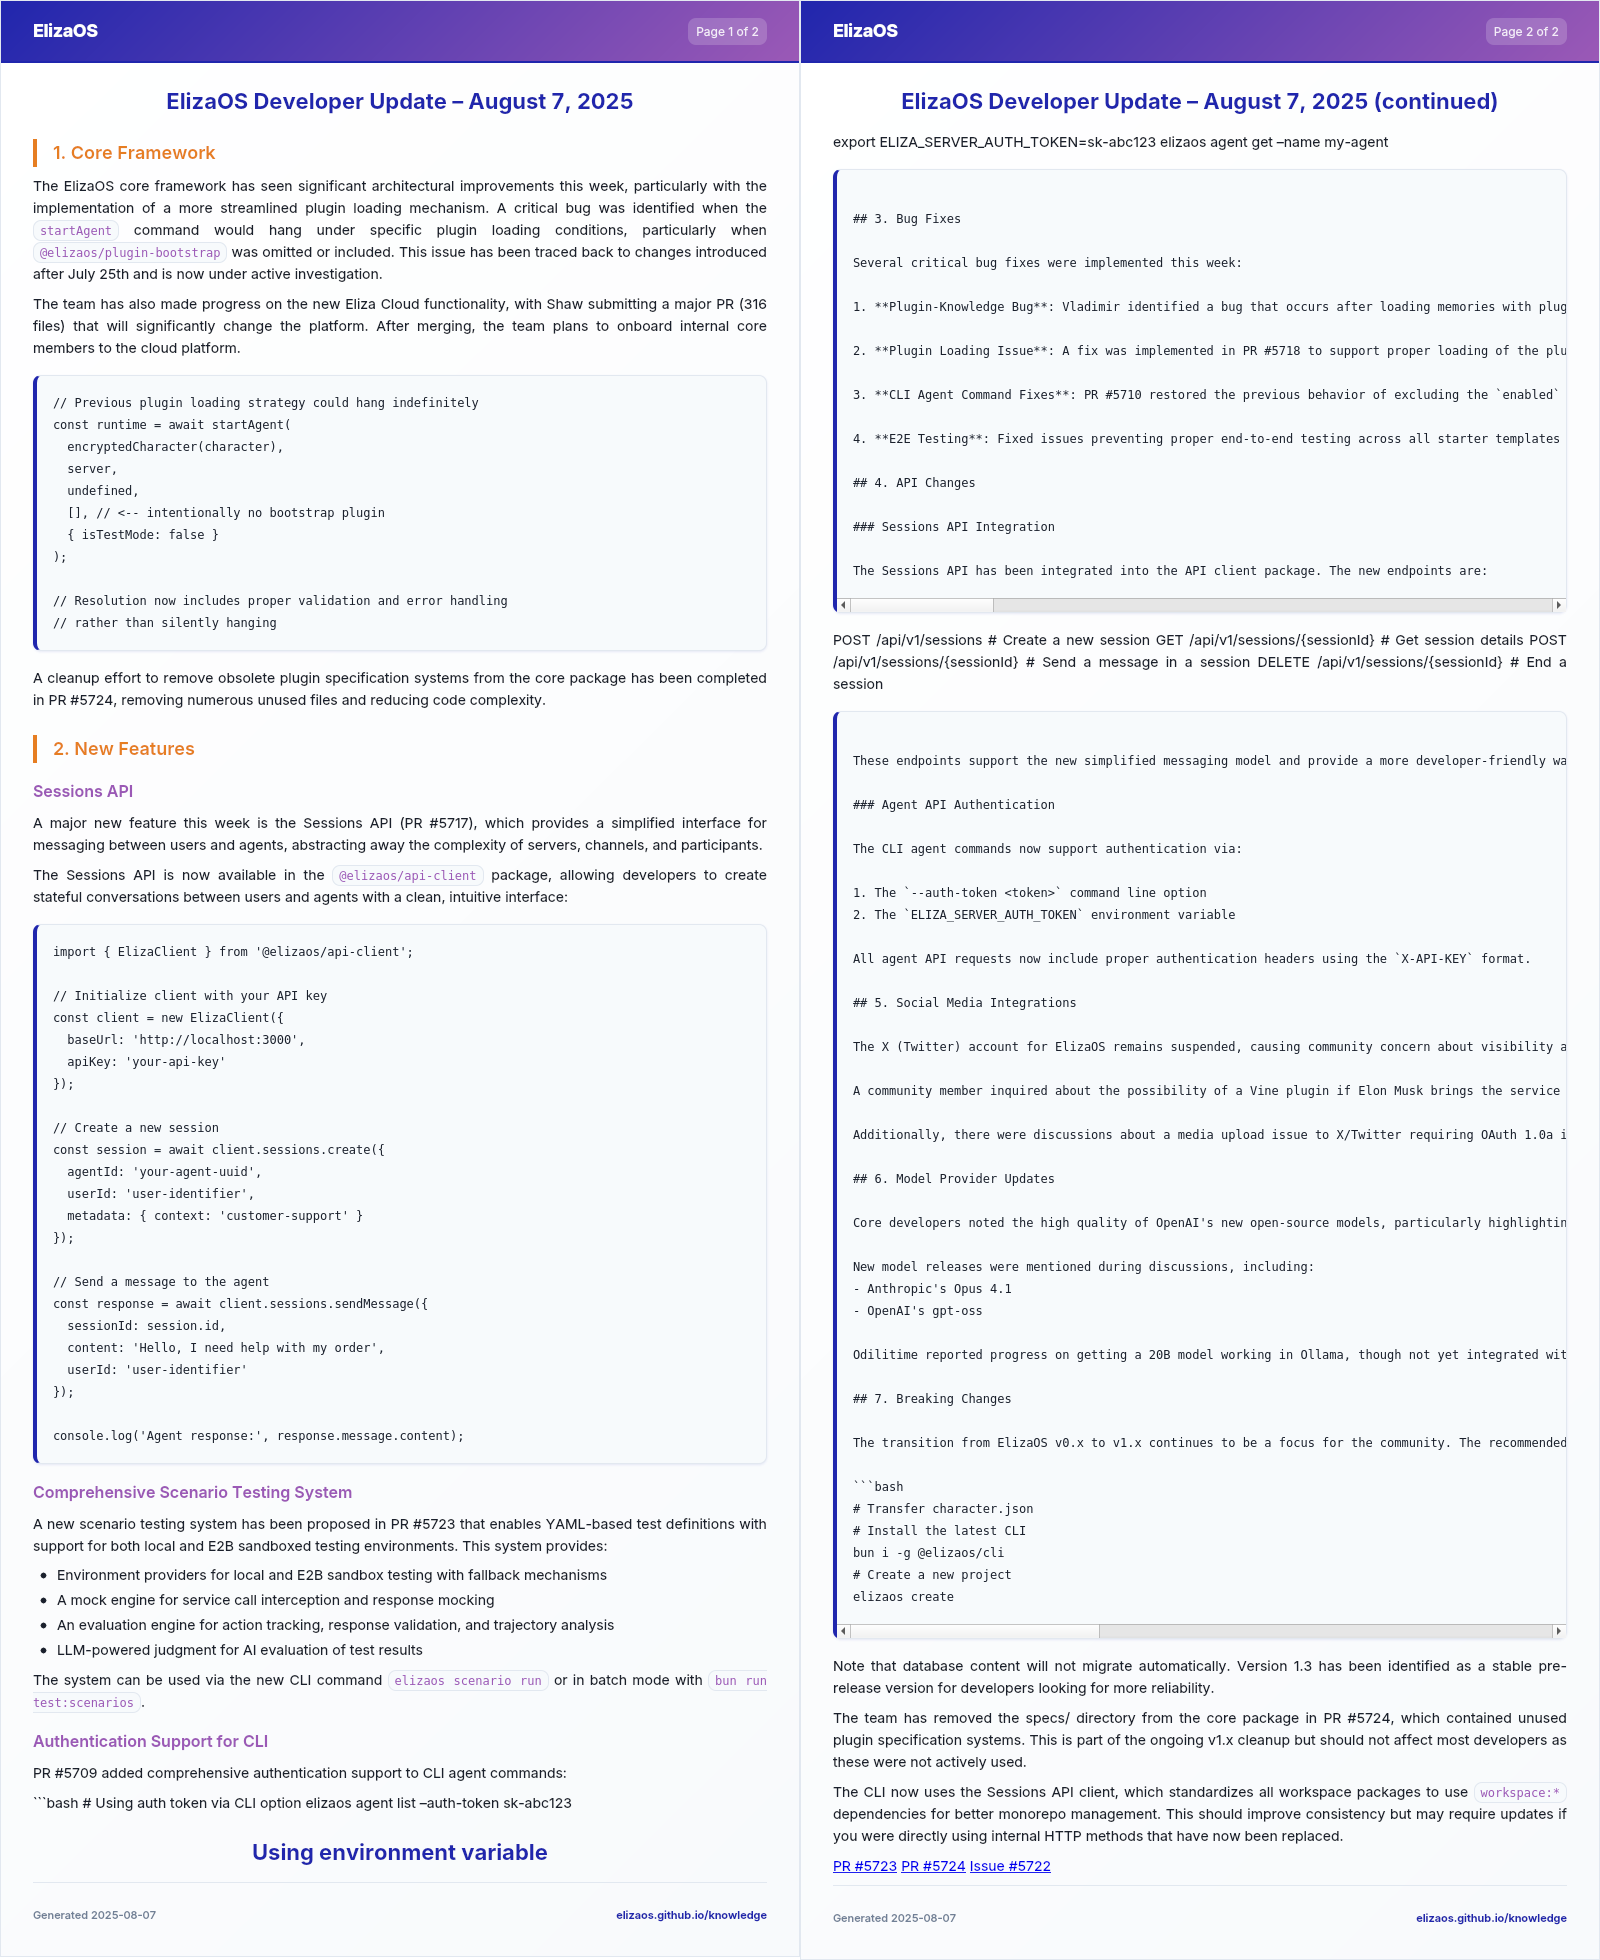 ElizaOS
Page 1 of 2
ElizaOS Developer Update – August 7, 2025
1. Core Framework
The ElizaOS core framework has seen significant architectural improvements this week, particularly with the
implementation of a more streamlined plugin loading mechanism. A critical bug was identified when the
startAgent command would hang under specific plugin loading conditions, particularly when
@elizaos/plugin-bootstrap was omitted or included. This issue has been traced back to changes introduced
after July 25th and is now under active investigation.
The team has also made progress on the new Eliza Cloud functionality, with Shaw submitting a major PR (316
files) that will significantly change the platform. After merging, the team plans to onboard internal core
members to the cloud platform.
// Previous plugin loading strategy could hang indefinitely
const runtime = await startAgent(
  encryptedCharacter(character),
  server,
  undefined,
  [], // <-- intentionally no bootstrap plugin
  { isTestMode: false }
);
// Resolution now includes proper validation and error handling
// rather than silently hanging
A cleanup effort to remove obsolete plugin specification systems from the core package has been completed
in PR #5724, removing numerous unused files and reducing code complexity.
2. New Features
Sessions API
A major new feature this week is the Sessions API (PR #5717), which provides a simplified interface for
messaging between users and agents, abstracting away the complexity of servers, channels, and participants.
The Sessions API is now available in the @elizaos/api-client package, allowing developers to create
stateful conversations between users and agents with a clean, intuitive interface:
import { ElizaClient } from '@elizaos/api-client';
// Initialize client with your API key
const client = new ElizaClient({
  baseUrl: 'http://localhost:3000',
  apiKey: 'your-api-key'
});
// Create a new session
const session = await client.sessions.create({
  agentId: 'your-agent-uuid',
  userId: 'user-identifier',
  metadata: { context: 'customer-support' }
});
// Send a message to the agent
const response = await client.sessions.sendMessage({
  sessionId: session.id,
  content: 'Hello, I need help with my order',
  userId: 'user-identifier'
});
console.log('Agent response:', response.message.content);
Comprehensive Scenario Testing System
A new scenario testing system has been proposed in PR #5723 that enables YAML-based test definitions with
support for both local and E2B sandboxed testing environments. This system provides:
• Environment providers for local and E2B sandbox testing with fallback mechanisms
• A mock engine for service call interception and response mocking
• An evaluation engine for action tracking, response validation, and trajectory analysis
• LLM-powered judgment for AI evaluation of test results
The system can be used via the new CLI command elizaos scenario run or in batch mode with bun run
test:scenarios.
Authentication Support for CLI
PR #5709 added comprehensive authentication support to CLI agent commands:
```bash # Using auth token via CLI option elizaos agent list –auth-token sk-abc123
Using environment variable
Generated 2025-08-07
elizaos.github.io/knowledge
ElizaOS
Page 2 of 2
ElizaOS Developer Update – August 7, 2025 (continued)
export ELIZA_SERVER_AUTH_TOKEN=sk-abc123 elizaos agent get –name my-agent
## 3. Bug Fixes
Several critical bug fixes were implemented this week:
1. **Plugin-Knowledge Bug**: Vladimir identified a bug that occurs after loading memories with plug
2. **Plugin Loading Issue**: A fix was implemented in PR #5718 to support proper loading of the plu
3. **CLI Agent Command Fixes**: PR #5710 restored the previous behavior of excluding the `enabled`
4. **E2E Testing**: Fixed issues preventing proper end-to-end testing across all starter templates
## 4. API Changes
### Sessions API Integration
The Sessions API has been integrated into the API client package. The new endpoints are:
POST /api/v1/sessions # Create a new session GET /api/v1/sessions/{sessionId} # Get session details POST
/api/v1/sessions/{sessionId} # Send a message in a session DELETE /api/v1/sessions/{sessionId} # End a
session
These endpoints support the new simplified messaging model and provide a more developer-friendly wa
### Agent API Authentication
The CLI agent commands now support authentication via:
1. The `--auth-token <token>` command line option
2. The `ELIZA_SERVER_AUTH_TOKEN` environment variable
All agent API requests now include proper authentication headers using the `X-API-KEY` format.
## 5. Social Media Integrations
The X (Twitter) account for ElizaOS remains suspended, causing community concern about visibility a
A community member inquired about the possibility of a Vine plugin if Elon Musk brings the service
Additionally, there were discussions about a media upload issue to X/Twitter requiring OAuth 1.0a i
## 6. Model Provider Updates
Core developers noted the high quality of OpenAI's new open-source models, particularly highlightin
New model releases were mentioned during discussions, including:
- Anthropic's Opus 4.1
- OpenAI's gpt-oss
Odilitime reported progress on getting a 20B model working in Ollama, though not yet integrated wit
## 7. Breaking Changes
The transition from ElizaOS v0.x to v1.x continues to be a focus for the community. The recommended
```bash
# Transfer character.json
# Install the latest CLI
bun i -g @elizaos/cli
# Create a new project
elizaos create
Note that database content will not migrate automatically. Version 1.3 has been identified as a stable pre-
release version for developers looking for more reliability.
The team has removed the specs/ directory from the core package in PR #5724, which contained unused
plugin specification systems. This is part of the ongoing v1.x cleanup but should not affect most developers as
these were not actively used.
The CLI now uses the Sessions API client, which standardizes all workspace packages to use workspace:*
dependencies for better monorepo management. This should improve consistency but may require updates if
you were directly using internal HTTP methods that have now been replaced.
PR #5723 PR #5724 Issue #5722
Generated 2025-08-07
elizaos.github.io/knowledge